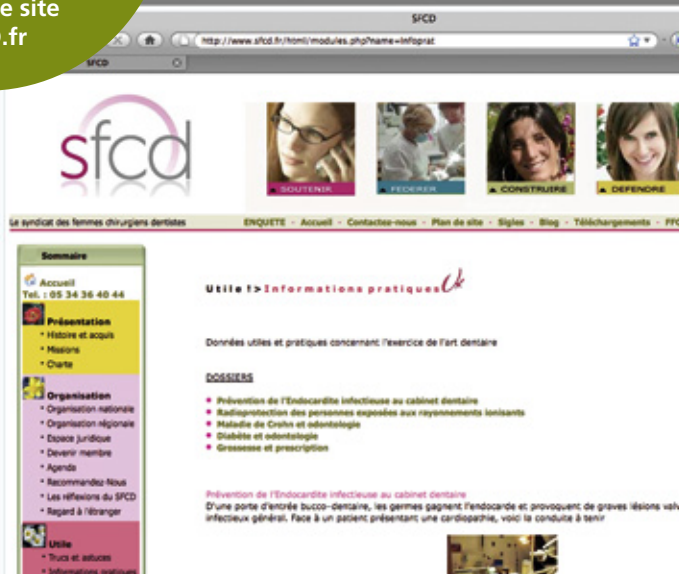 e site
.fr
SFCD
http://www.sfcd.fr/html/modules.php?name=Infoprat
SFCD
sfcd
SOUTENIR
FEDERER
CONSTRUIRE
DEFENDRE
Le syndicat des femmes chirurgiens dentistes
ENQUETE - Accueil - Contactez-nous - Plan de site - Sigles - Blog - Téléchargements - FFC
Sommaire
Accueil
Tel. : 05 34 36 40 44
Présentation
• Histoire et acquis
• Missions
• Charte
Organisation
• Organisation nationale
• Organisation régionale
• Espace juridique
• Devenir membre
• Agenda
• Recommandez-Nous
• Les réflexions du SFCD
• Regard à l'étranger
Utile
• Trucs et astuces
• Informations pratiques
Utile !> Informations pratiques
Données utiles et pratiques concernant l'exercice de l'art dentaire
DOSSIERS
• Prévention de l'Endocardite infectieuse au cabinet dentaire
• Radioprotection des personnes exposées aux rayonnements ionisants
• Maladie de Crohn et odontologie
• Diabète et odontologie
• Grossesse et prescription
Prévention de l'Endocardite infectieuse au cabinet dentaire
D'une porte d'entrée bucco-dentaire, les germes gagnent l'endocarde et provoquent de graves lésions valv
infectieux général. Face à un patient présentant une cardiopathie, voici la conduite à tenir